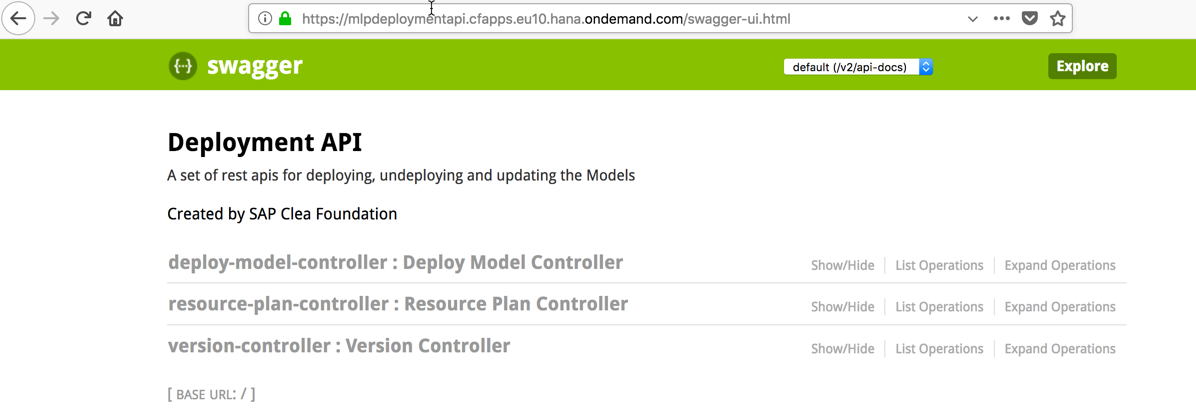 https://mlpdeploymentapi.cfapps.eu10.hana.ondemand.com/swagger-ui.html
{··} swagger default (/v2/api-docs) Explore
Deployment API
A set of rest apis for deploying, undeploying and updating the Models
Created by SAP Clea Foundation
deploy-model-controller : Deploy Model Controller Show/Hide List Operations Expand Operations
resource-plan-controller : Resource Plan Controller Show/Hide List Operations Expand Operations
version-controller : Version Controller Show/Hide List Operations Expand Operations
[ BASE URL: / ]